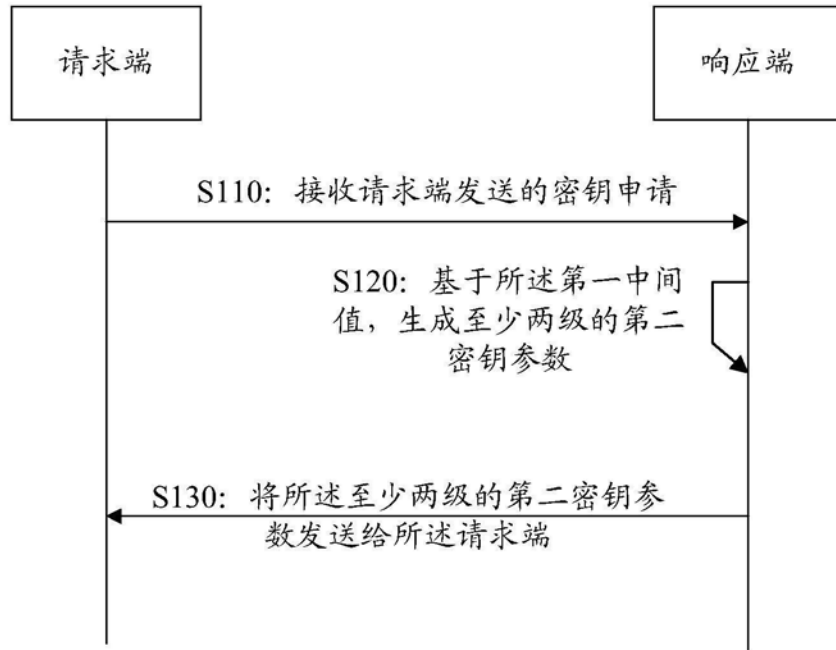 请求端
响应端
S110：接收请求端发送的密钥申请
S120：基于所述第一中间
值，生成至少两级的第二
密钥参数
S130：将所述至少两级的第二密钥参
数发送给所述请求端